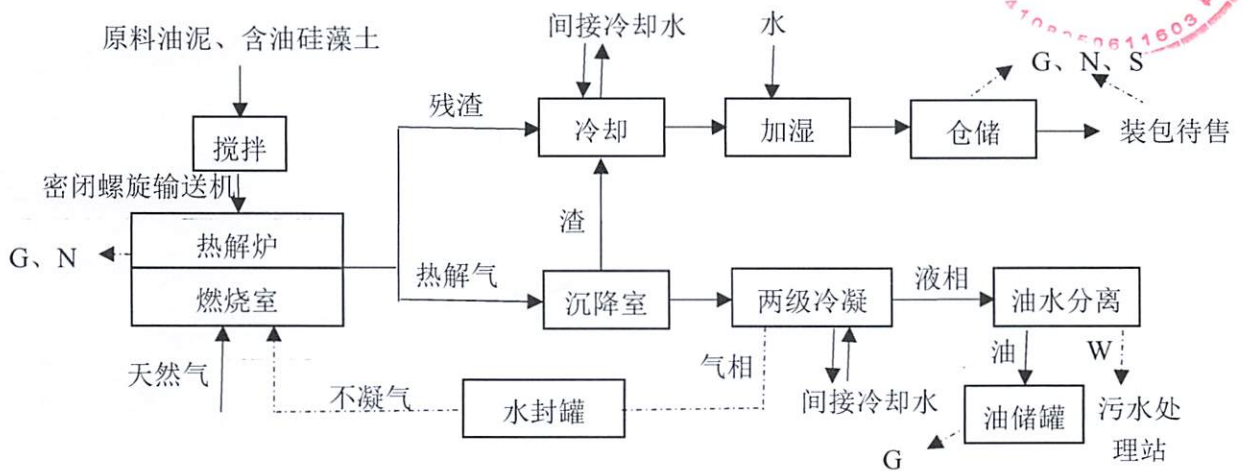 原料油泥、含油硅藻土
间接冷却水
水
G、N、S
残渣
冷却
加湿
仓储
装包待售
搅拌
密闭螺旋输送机
渣
G、N
热解炉
热解气
液相
燃烧室
沉降室
两级冷凝
油水分离
天然气
气相
油
W
不凝气
水封罐
间接冷却水
油储罐
污水处
理站
G